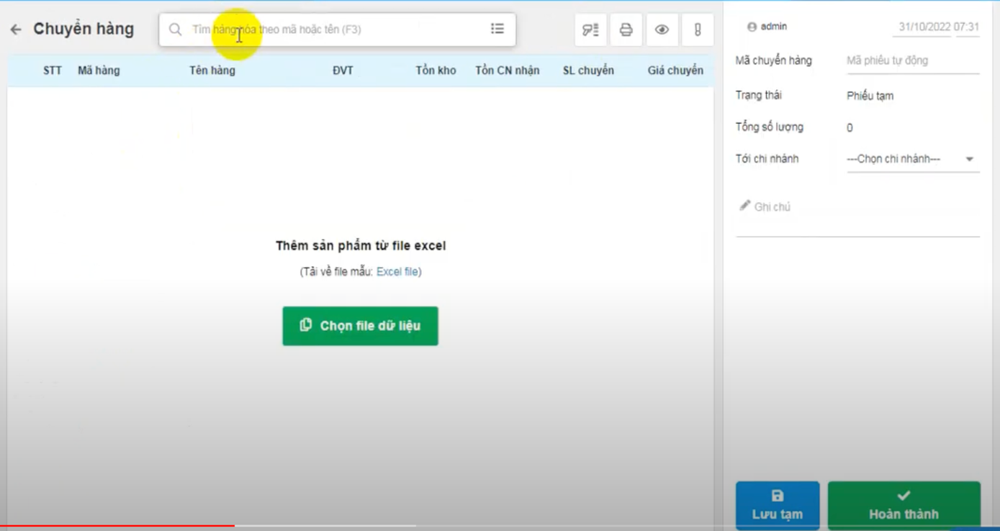 Chuyển hàng
Tìm hàng hóa theo mã hoặc tên (F3)
STT Mã hàng Tên hàng ĐVT Tồn kho Tồn CN nhận SL chuyển Giá chuyển
Thêm sản phẩm từ file excel
(Tải về file mẫu: Excel file)
Chọn file dữ liệu
admin 31/10/2022 07:31
Mã chuyển hàng Mã phiếu tự động
Trạng thái Phiếu tạm
Tổng số lượng 0
Tới chi nhánh ---Chọn chi nhánh---
Ghi chú
Lưu tạm Hoàn thành